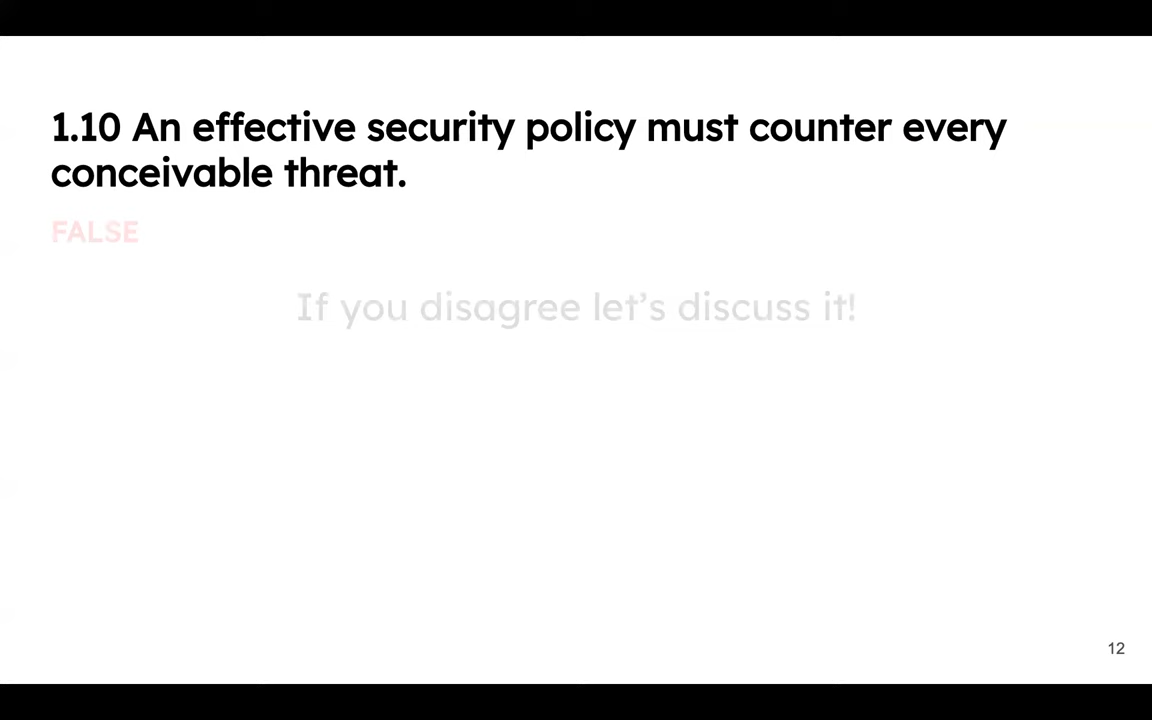 1.10 An effective security policy must counter every
conceivable threat.
FALSE
If you disagree let's discuss it!
12